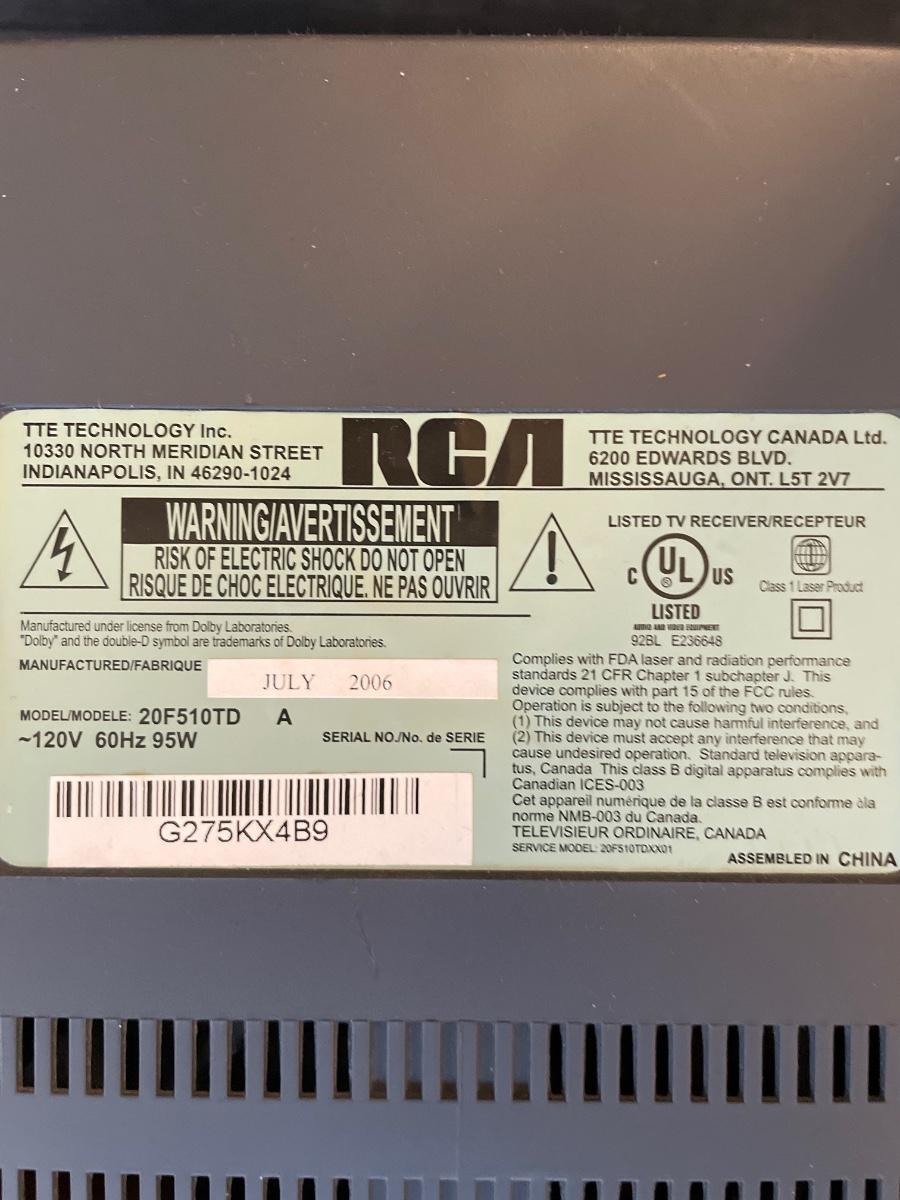 TTE TECHNOLOGY Inc.
10330 NORTH MERIDIAN STREET
INDIANAPOLIS, IN 46290-1024
RCA
TTE TECHNOLOGY CANADA Ltd.
6200 EDWARDS BLVD.
MISSISSAUGA, ONT. L5T 2V7
WARNING/AVERTISSEMENT
RISK OF ELECTRIC SHOCK DO NOT OPEN
RISQUE DE CHOC ELECTRIQUE. NE PAS OUVRIR
!
LISTED TV RECEIVER/RECEPTEUR
C UL ® US
LISTED
AUDIO AND VIDEO EQUIPMENT
92BL E236648
Class 1 Laser Product
Manufactured under license from Dolby Laboratories.
"Dolby" and the double-D symbol are trademarks of Dolby Laboratories.
MANUFACTURED/FABRIQUE
JULY 2006
MODEL/MODELE: 20F510TD A
~120V 60Hz 95W
SERIAL NO./No. de SERIE
G275KX4B9
Complies with FDA laser and radiation performance
standards 21 CFR Chapter 1 subchapter J. This
device complies with part 15 of the FCC rules.
Operation is subject to the following two conditions,
(1) This device may not cause harmful interference, and
(2) This device must accept any interference that may
cause undesired operation. Standard television appara-
tus, Canada This class B digital apparatus complies with
Canadian ICES-003
Cet appareil numérique de la classe B est conforme àla
norme NMB-003 du Canada.
TELEVISIEUR ORDINAIRE, CANADA
SERVICE MODEL: 20F510TDXX01
ASSEMBLED IN CHINA